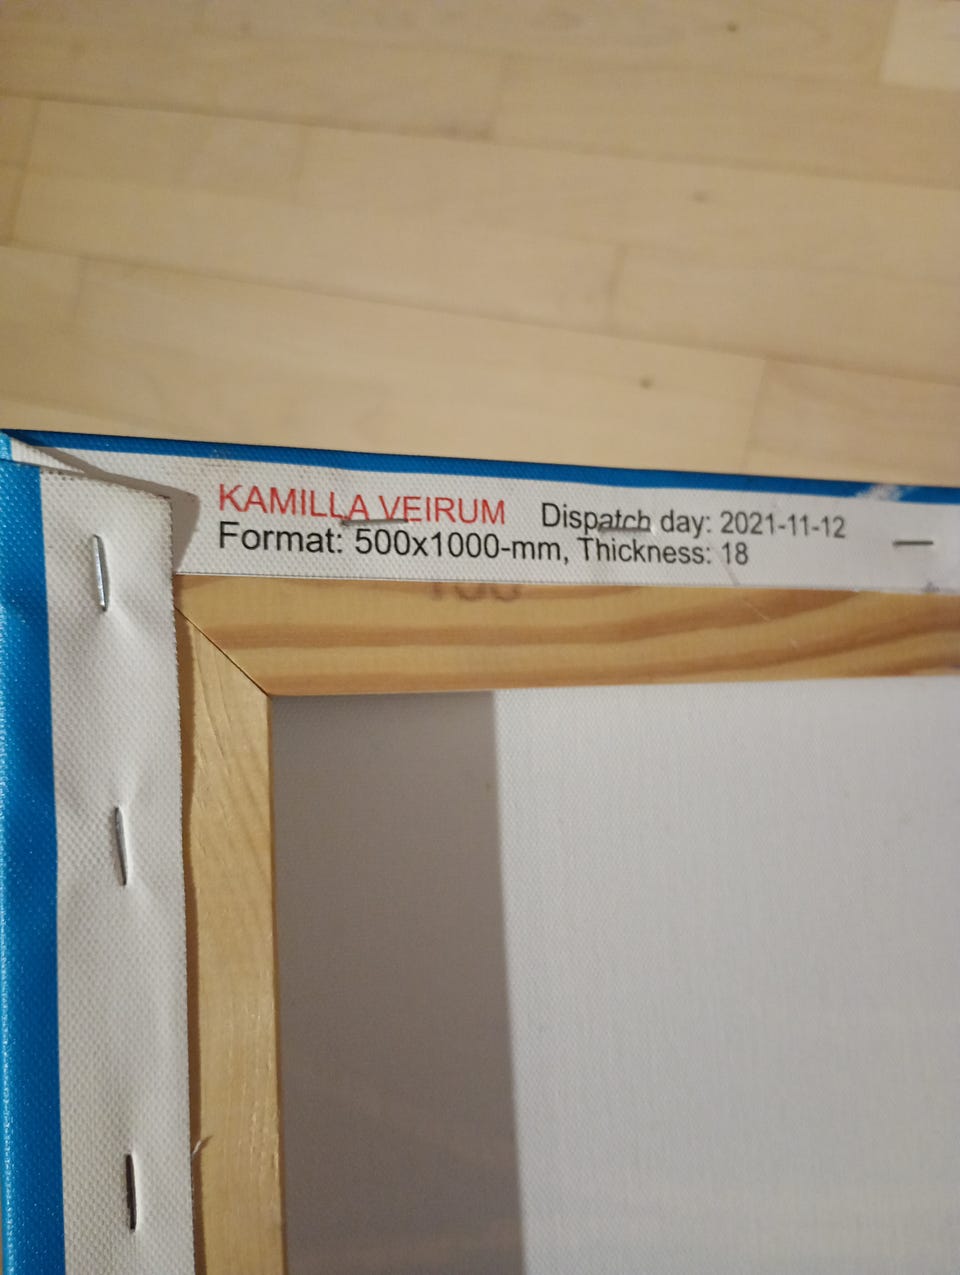 KAMILLA VEIRUM Dispatch day: 2021-11-12
Format: 500x1000-mm, Thickness: 18